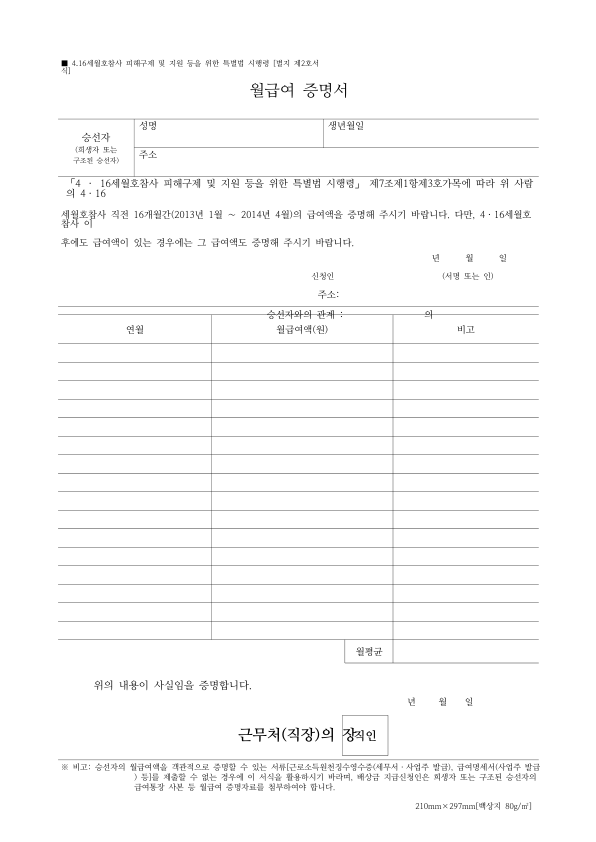 ■ 4.16세월호참사 피해구제 및 지원 등을 위한 특별법 시행령 [별지 제2호서
식]
월급여 증명서
승선자
(희생자 또는
구조된 승선자)
성명
생년월일
주소
「4 ‧ 16세월호참사 피해구제 및 지원 등을 위한 특별법 시행령」 제7조제1항제3호가목에 따라 위 사람
의 4ㆍ16
세월호참사 직전 16개월간(2013년 1월 ~ 2014년 4월)의 급여액을 증명해 주시기 바랍니다. 다만, 4ㆍ16세월호
참사 이
후에도 급여액이 있는 경우에는 그 급여액도 증명해 주시기 바랍니다.
년 월 일
신청인 (서명 또는 인)
주소:
승선자와의 관계 : 의
연월 월급여액(원) 비고
월평균
위의 내용이 사실임을 증명합니다.
년 월 일
근무처(직장)의 장
직인
※ 비고: 승선자의 월급여액을 객관적으로 증명할 수 있는 서류[근로소득원천징수영수증(세무서ㆍ사업주 발급), 급여명세서(사업주 발급
) 등]를 제출할 수 없는 경우에 이 서식을 활용하시기 바라며, 배상금 지급신청인은 희생자 또는 구조된 승선자의
급여통장 사본 등 월급여 증명자료를 첨부하여야 합니다.
210mm×297mm[백상지 80g/㎡]